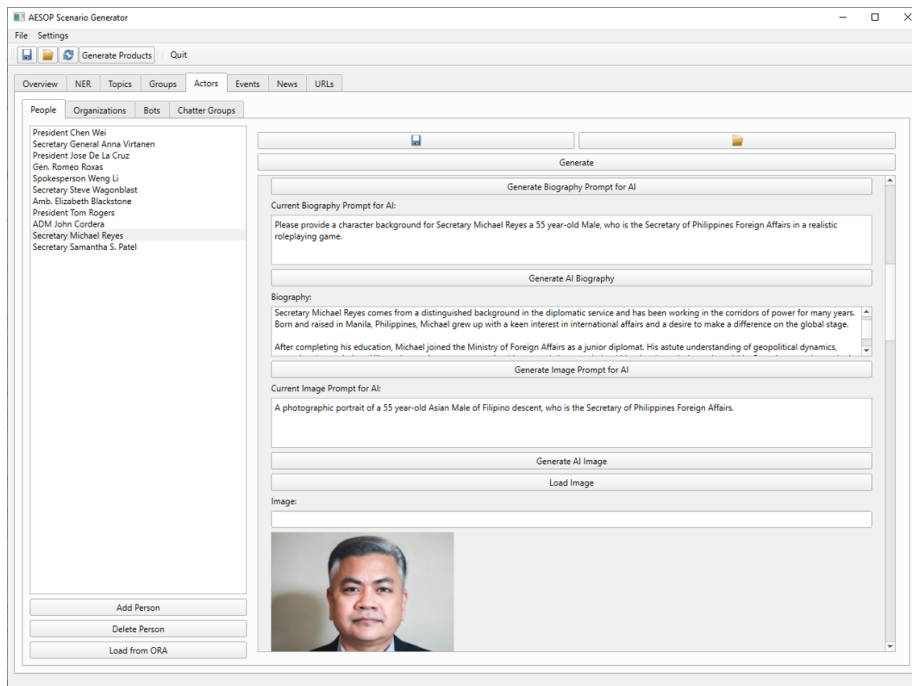 AESOP Scenario Generator
File Settings
Generate Products Quit
Overview NER Topics Groups Actors Events News URLs
People Organizations Bots Chatter Groups
President Chen Wei
Secretary General Anna Virtanen
President Jose De La Cruz
Gen. Romeo Roxas
Spokesperson Weng Li
Secretary Steve Wagonblast
Amb. Elizabeth Blackstone
President Tom Rogers
ADM John Cordera
Secretary Michael Reyes
Secretary Samantha S. Patel
Add Person
Delete Person
Load from ORA
Generate
Generate Biography Prompt for AI
Current Biography Prompt for AI:
Please provide a character background for Secretary Michael Reyes a 55 year-old Male, who is the Secretary of Philippines Foreign Affairs in a realistic
roleplaying game.
Generate AI Biography
Biography:
Secretary Michael Reyes comes from a distinguished background in the diplomatic service and has been working in the corridors of power for many years.
Born and raised in Manila, Philippines, Michael grew up with a keen interest in international affairs and a desire to make a difference on the global stage.
After completing his education, Michael joined the Ministry of Foreign Affairs as a junior diplomat. His astute understanding of geopolitical dynamics,
Generate Image Prompt for AI
Current Image Prompt for AI:
A photographic portrait of a 55 year-old Asian Male of Filipino descent, who is the Secretary of Philippines Foreign Affairs.
Generate AI Image
Load Image
Image: